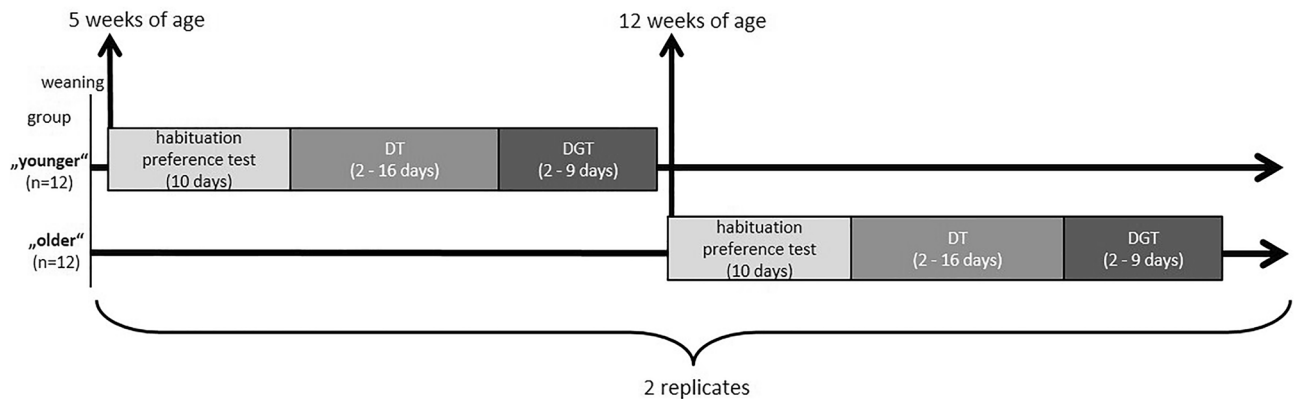 5 weeks of age
12 weeks of age
weaning
group
„younger“
(n=12)
habituation
preference test
(10 days)
DT
(2 - 16 days)
DGT
(2 - 9 days)
„older“
(n=12)
habituation
preference test
(10 days)
DT
(2 - 16 days)
DGT
(2 - 9 days)
2 replicates